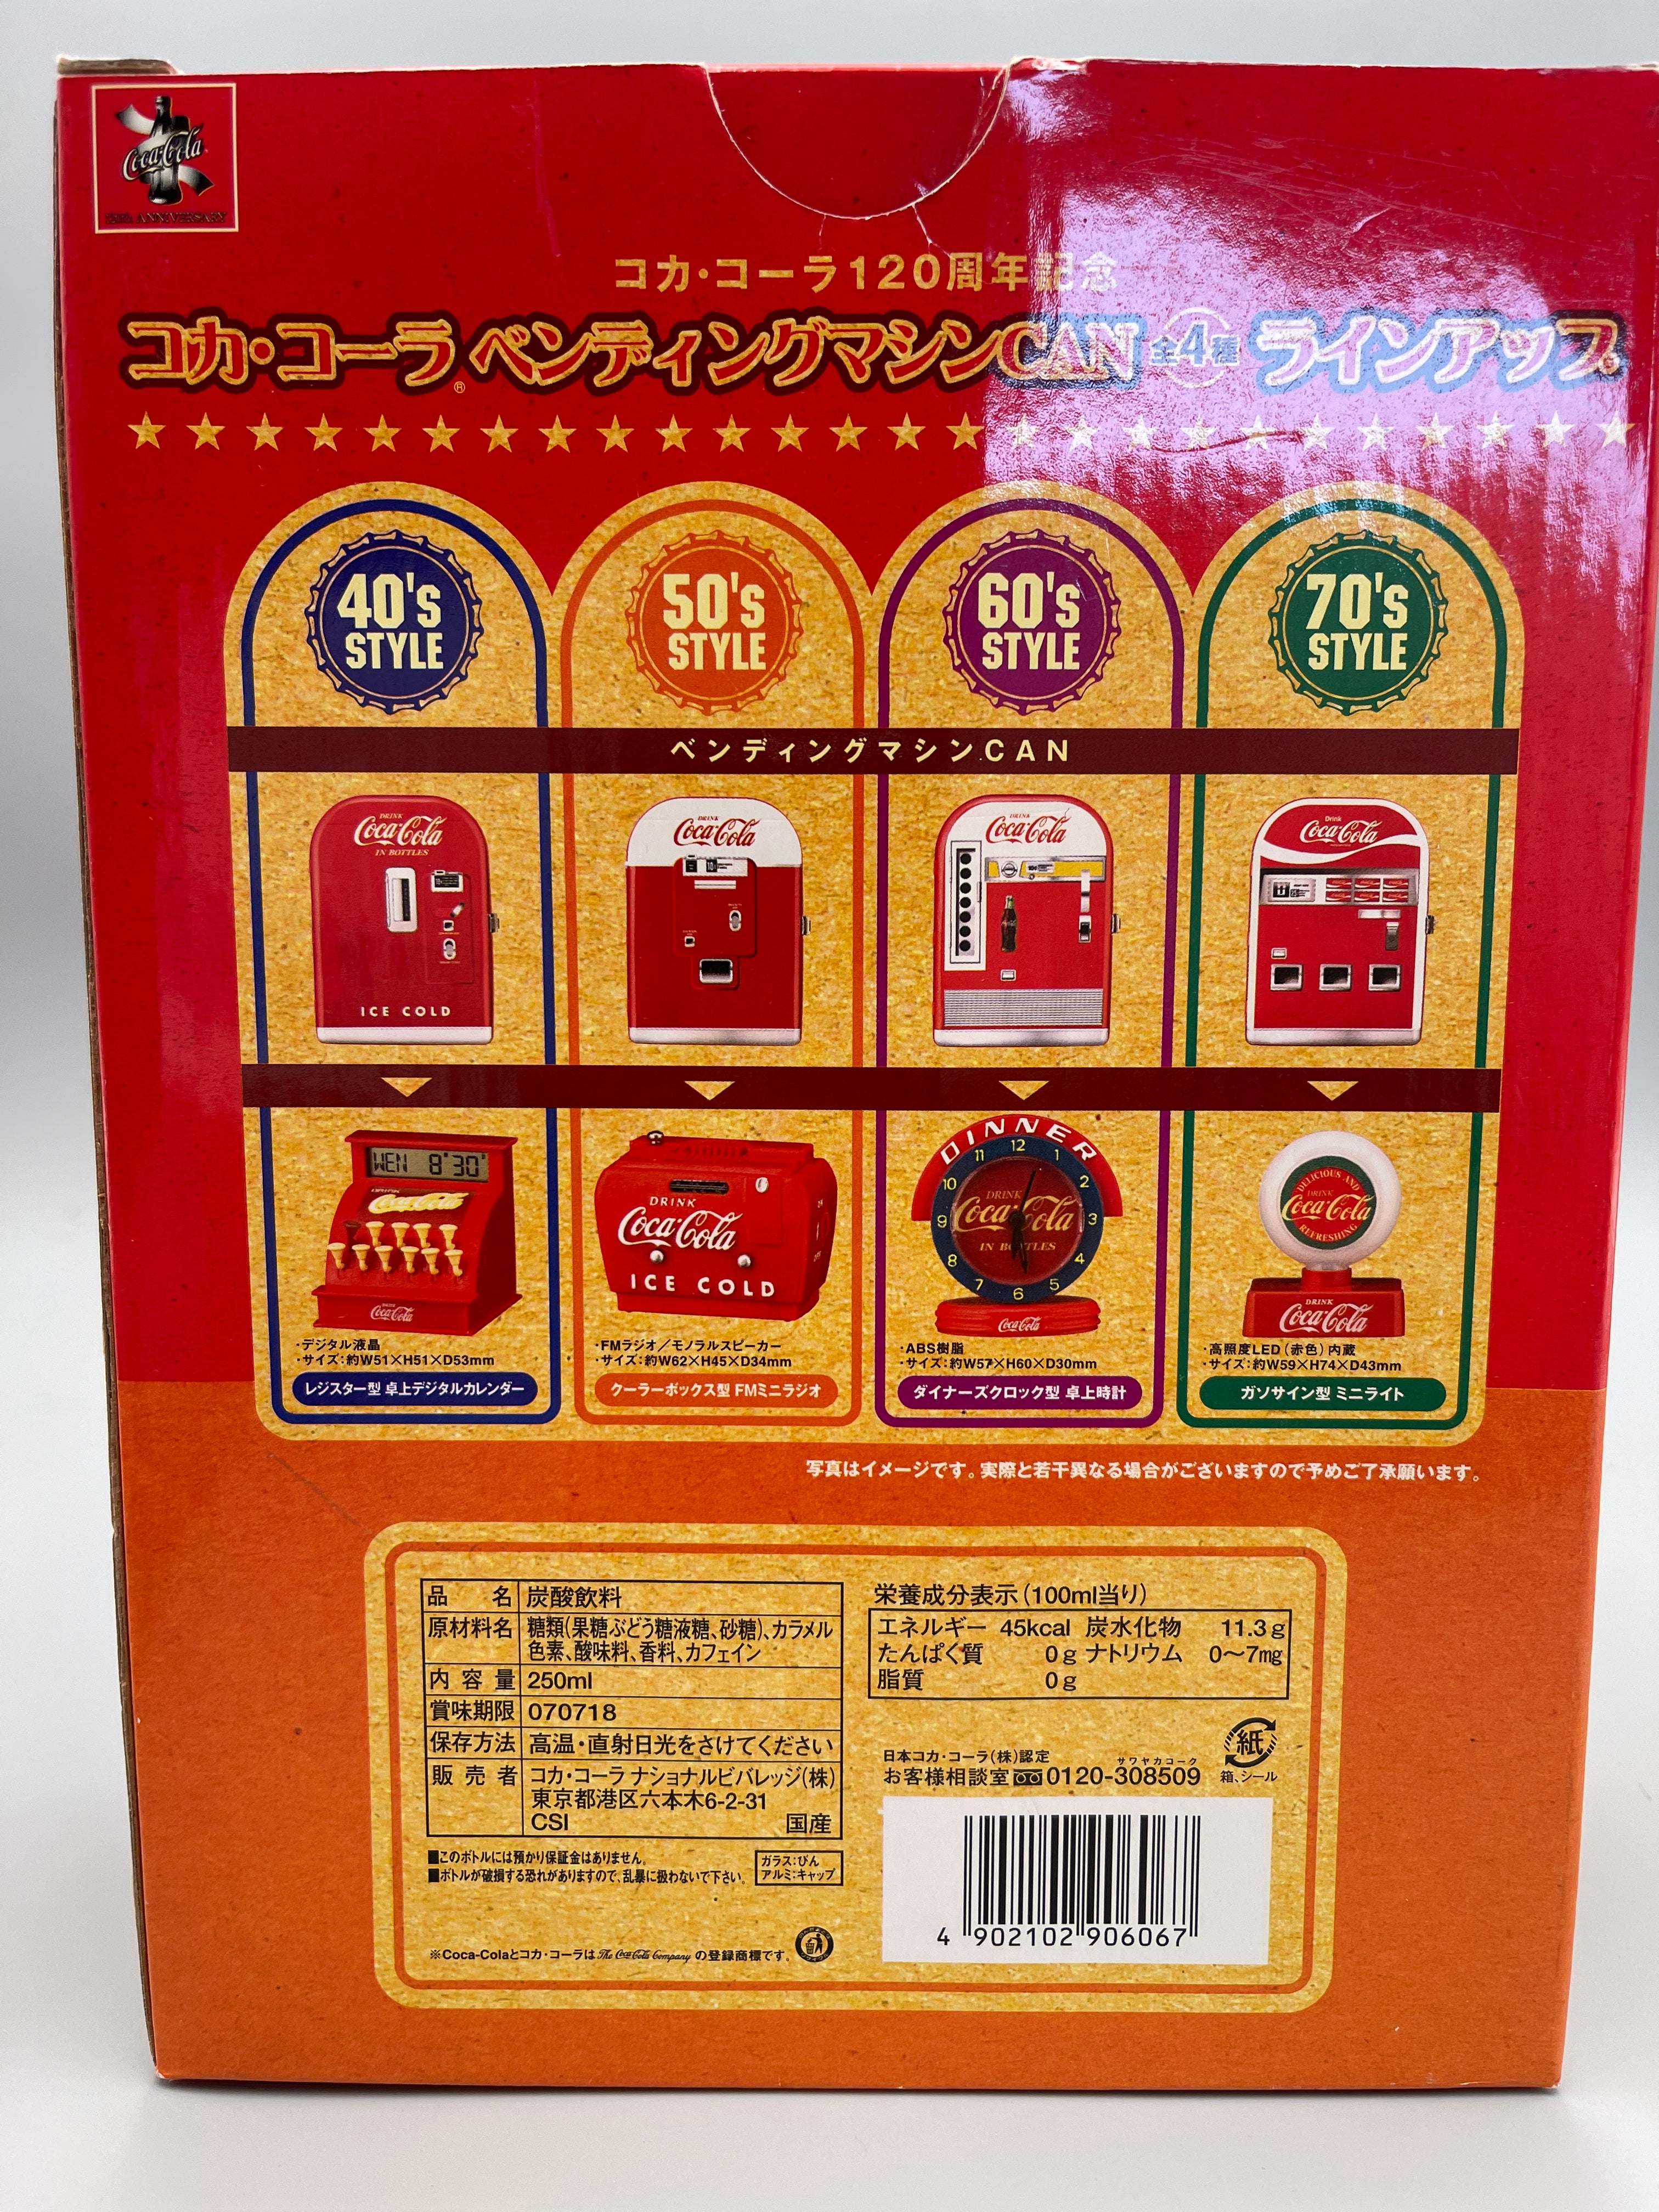 Coca-Cola
120th ANNIVERSARY
コカ・コーラ120周年記念
コカ・コーラ® ベンディングマシンCAN 全4種 ラインアップ
40's STYLE
50's STYLE
60's STYLE
70's STYLE
ベンディングマシンCAN
DRINK
Coca-Cola
IN BOTTLES
ICE COLD
DRINK
Coca-Cola
DRINK
Coca-Cola
Drink
Coca-Cola
WEN 8:30
Coca-Cola
Coca-Cola
DRINK
Coca-Cola
ICE COLD
DINNER
12 1 2 3 4 5 6 7 8 9 10 11
DRINK
Coca-Cola
IN BOTTLES
Coca-Cola
DELICIOUS AND
DRINK
Coca-Cola
REFRESHING
DRINK
Coca-Cola
・デジタル液晶
・サイズ:約W51×H51×D53mm
レジスター型 卓上デジタルカレンダー
・FMラジオ／モノラルスピーカー
・サイズ:約W62×H45×D34mm
クーラーボックス型 FMミニラジオ
・ABS樹脂
・サイズ:約W57×H60×D30mm
ダイナーズクロック型 卓上時計
・高照度LED(赤色)内蔵
・サイズ:約W59×H74×D43mm
ガソサイン型 ミニライト
写真はイメージです。実際と若干異なる場合がございますので予めご了承願います。
品名 炭酸飲料
原材料名 糖類(果糖ぶどう糖液糖、砂糖)、カラメル
色素、酸味料、香料、カフェイン
内容量 250ml
賞味期限 070718
保存方法 高温・直射日光をさけてください
販売者 コカ・コーラ ナショナルビバレッジ(株)
東京都港区六本木6-2-31
CSI 国産
■このボトルには預かり保証金はありません。
■ボトルが破損する恐れがありますので、乱暴に扱わないで下さい。
ガラス:びん
アルミ:キャップ
※Coca-Colaとコカ・コーラは The Coca-Cola Company の登録商標です。
栄養成分表示(100ml当り)
エネルギー 45kcal 炭水化物 11.3g
たんぱく質 0g ナトリウム 0〜7mg
脂質 0g
日本コカ・コーラ(株)認定
サワヤカコーク
お客様相談室 0120-308509
紙
箱、シール
4 902102 906067